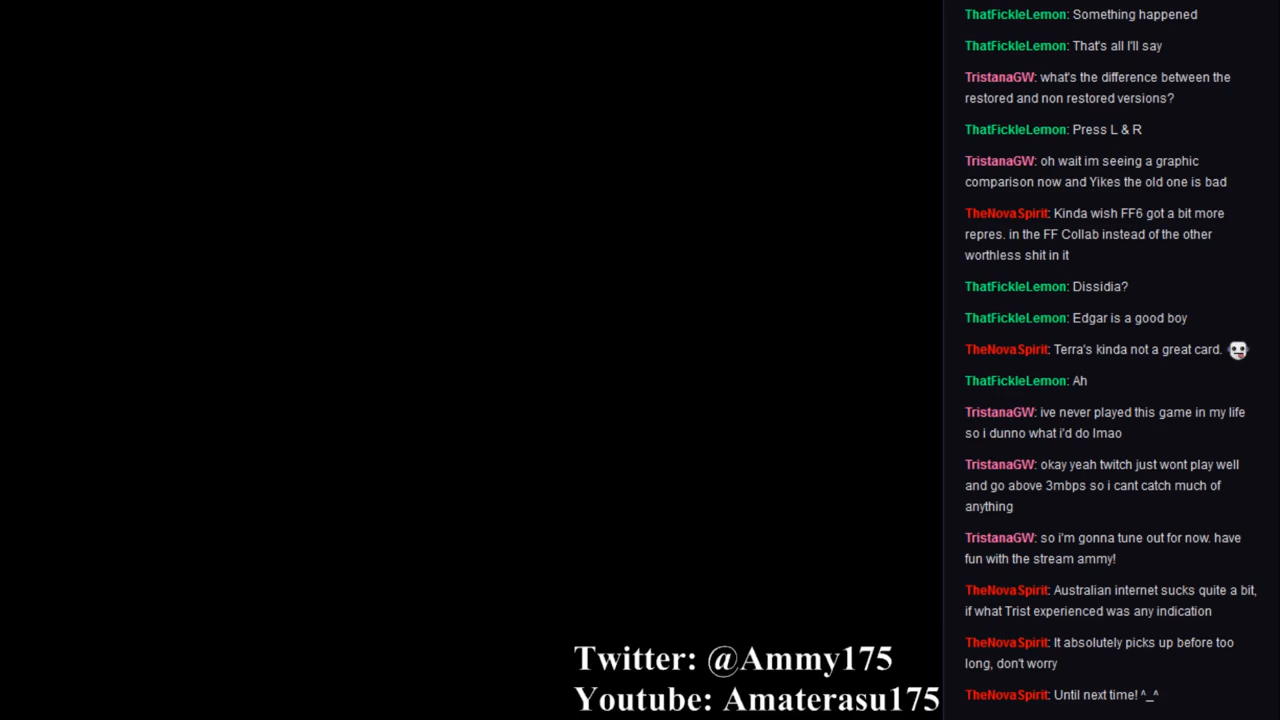 ThatFickleLemon: Something happened
ThatFickleLemon: That's all I'll say
TristanaGW: what's the difference between the
restored and non restored versions?
ThatFickleLemon: Press L & R
TristanaGW: oh wait im seeing a graphic
comparison now and Yikes the old one is bad
TheNovaSpirit: Kinda wish FF6 got a bit more
repres. in the FF Collab instead of the other
worthless shit in it
ThatFickleLemon: Dissidia?
ThatFickleLemon: Edgar is a good boy
TheNovaSpirit: Terra's kinda not a great card.
ThatFickleLemon: Ah
TristanaGW: ive never played this game in my life
so i dunno what i'd do lmao
TristanaGW: okay yeah twitch just wont play well
and go above 3mbps so i cant catch much of
anything
TristanaGW: so i'm gonna tune out for now. have
fun with the stream ammy!
TheNovaSpirit: Australian internet sucks quite a bit,
if what Trist experienced was any indication
TheNovaSpirit: It absolutely picks up before too
long, don't worry
TheNovaSpirit: Until next time! ^_^
Twitter: @Ammy175
Youtube: Amaterasu175